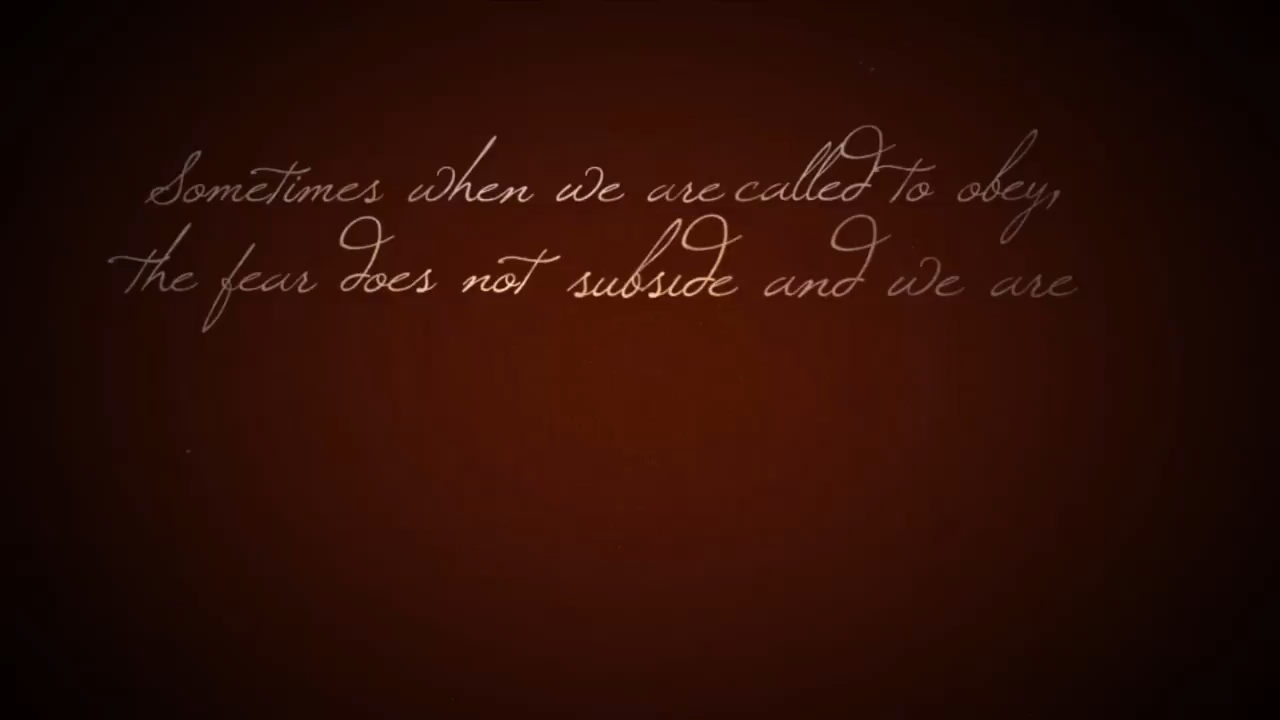 Sometimes when we are called to obey,
the fear does not subside and we are